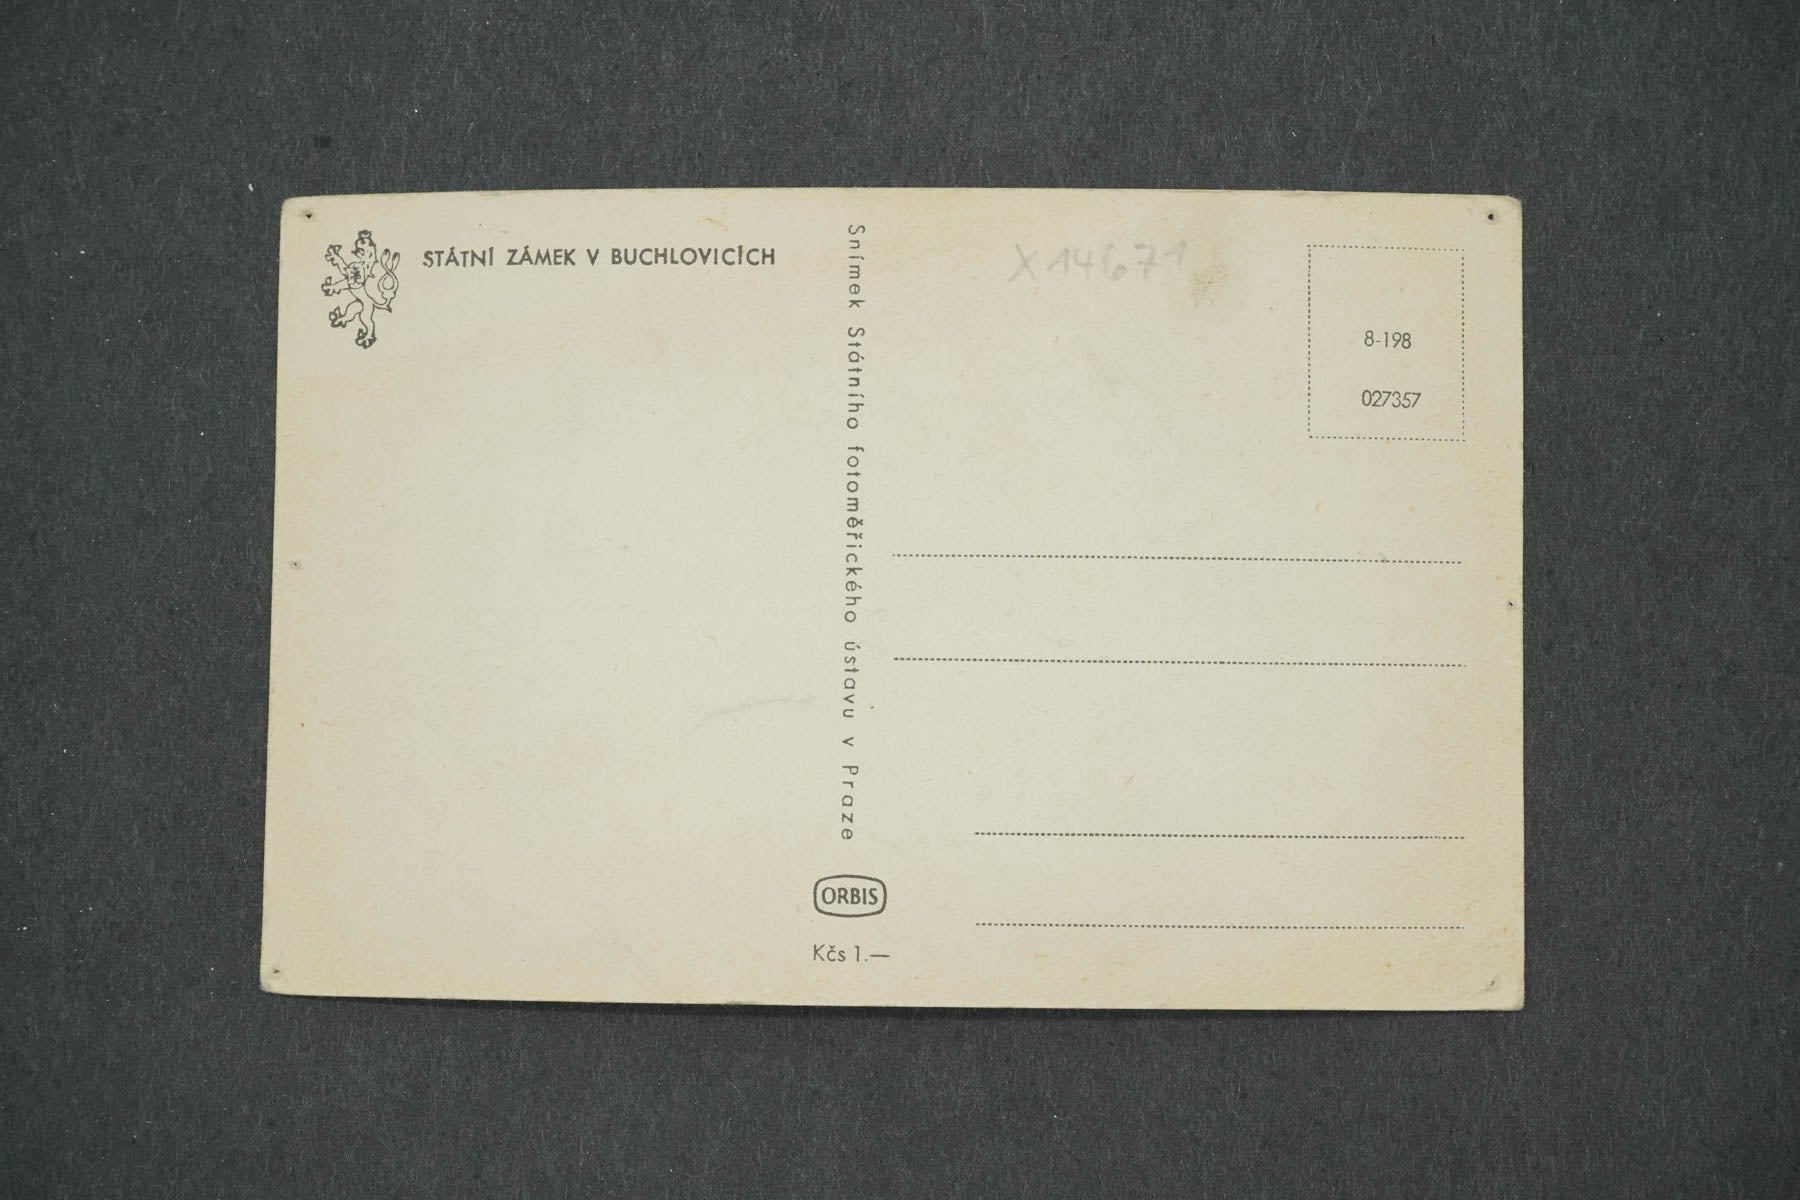 STÁTNÍ ZÁMEK V BUCHLOVICÍCH
Snímek Státního fotoměřického ústavu v Praze
ORBIS
Kčs 1.—
X14671
8-198
027357